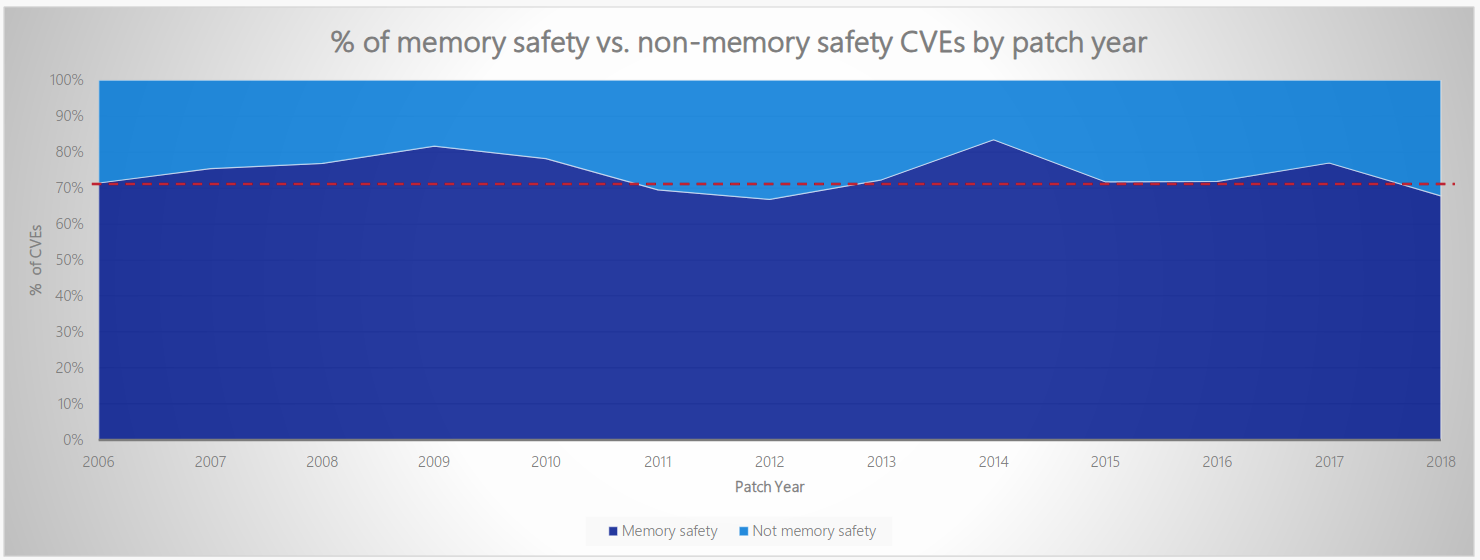 % of memory safety vs. non-memory safety CVEs by patch year
100%
90%
80%
70%
60%
50%
40%
30%
20%
10%
0%
% of CVEs
2006 2007 2008 2009 2010 2011 2012 2013 2014 2015 2016 2017 2018
Patch Year
Memory safety Not memory safety